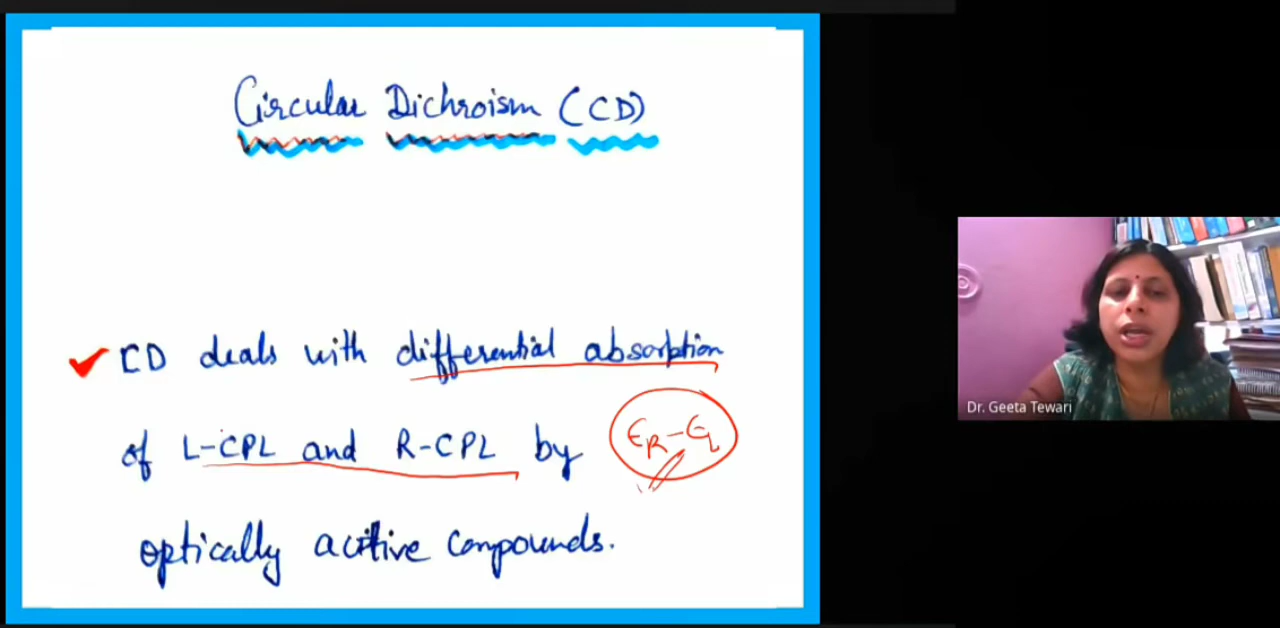 Circular Dichroism (CD)
✔ CD deals with differential absorption
of L-CPL and R-CPL by
ϵR-ϵL
optically active compounds.
Dr. Geeta Tewari